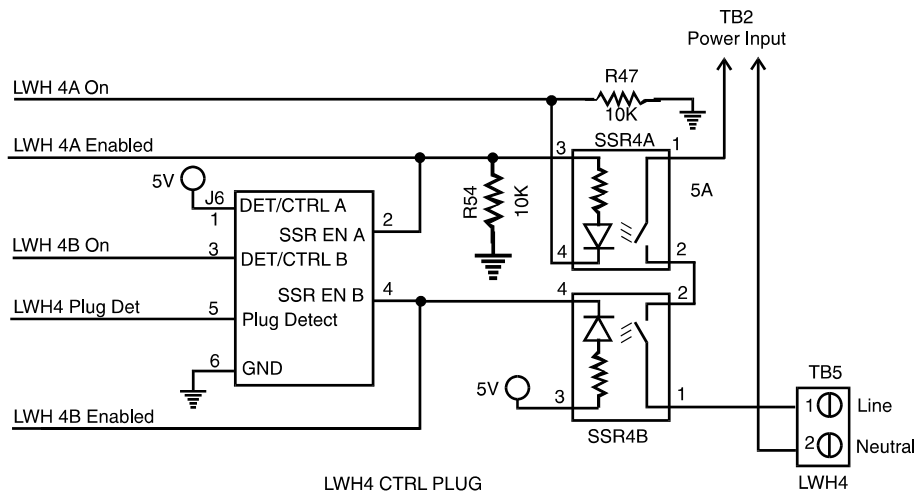 TB2
Power Input
LWH 4A On
R47
10K
LWH 4A Enabled
3
SSR4A
1
5V
J6
1
DET/CTRL A
2
SSR EN A
R54
10K
5A
LWH 4B On
3
DET/CTRL B
4
2
SSR EN B
4
4
2
LWH4 Plug Det
5
Plug Detect
6
GND
5V
3
1
TB5
1
Line
LWH 4B Enabled
SSR4B
2
Neutral
LWH4 CTRL PLUG
LWH4